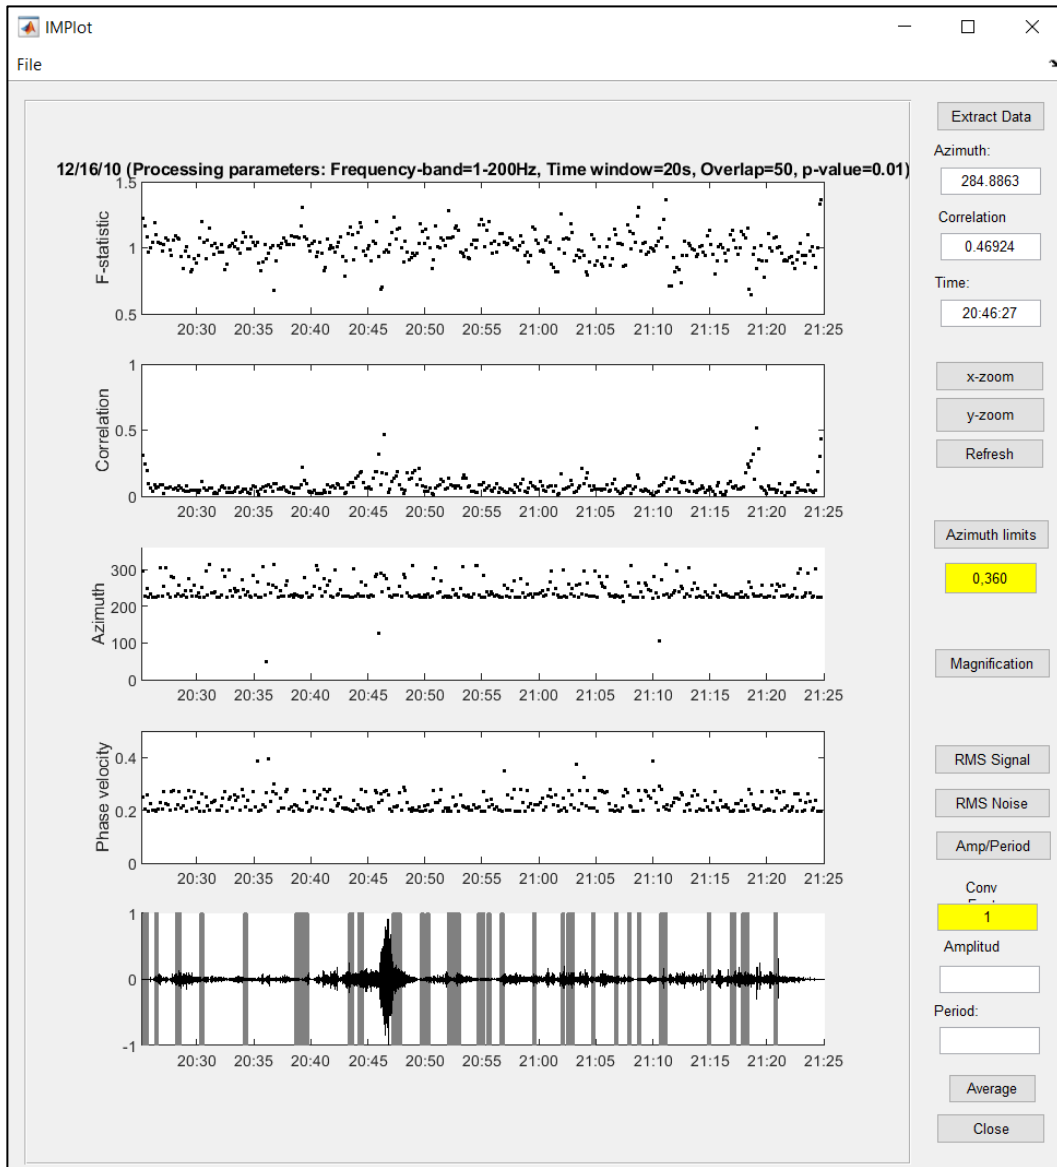 IMPlot
File
12/16/10 (Processing parameters: Frequency-band=1-200Hz, Time window=20s, Overlap=50, p-value=0.01)
F-statistic
1.5
1
0.5
20:30 20:35 20:40 20:45 20:50 20:55 21:00 21:05 21:10 21:15 21:20 21:25
Correlation
1
0.5
0
20:30 20:35 20:40 20:45 20:50 20:55 21:00 21:05 21:10 21:15 21:20 21:25
Azimuth
300
200
100
0
20:30 20:35 20:40 20:45 20:50 20:55 21:00 21:05 21:10 21:15 21:20 21:25
Phase velocity
0.4
0.2
0
20:30 20:35 20:40 20:45 20:50 20:55 21:00 21:05 21:10 21:15 21:20 21:25
1
0
-1
20:30 20:35 20:40 20:45 20:50 20:55 21:00 21:05 21:10 21:15 21:20 21:25
Extract Data
Azimuth:
284.8863
Correlation
0.46924
Time:
20:46:27
x-zoom
y-zoom
Refresh
Azimuth limits
0,360
Magnification
RMS Signal
RMS Noise
Amp/Period
Conv
1
Amplitud
Period:
Average
Close